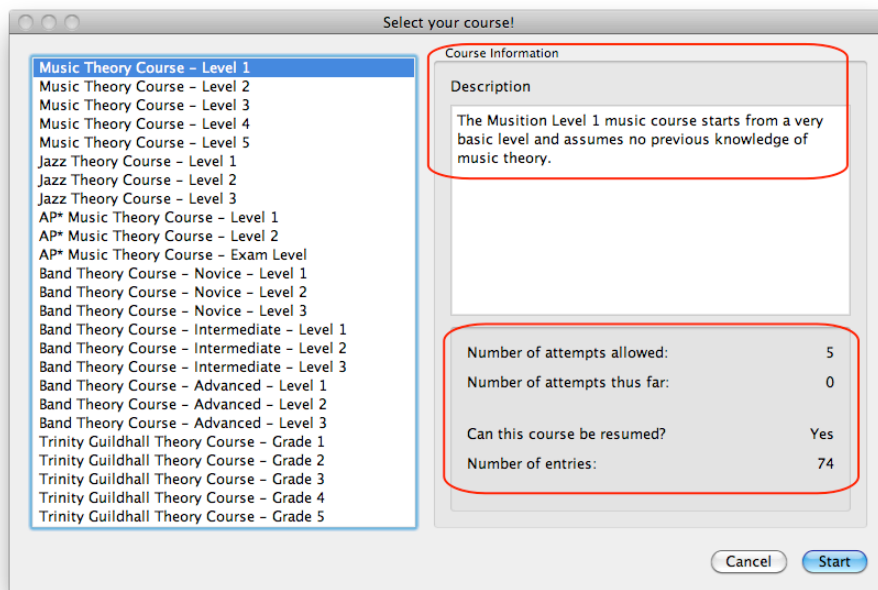 Select your course!
Music Theory Course – Level 1
Music Theory Course – Level 2
Music Theory Course – Level 3
Music Theory Course – Level 4
Music Theory Course – Level 5
Jazz Theory Course – Level 1
Jazz Theory Course – Level 2
Jazz Theory Course – Level 3
AP* Music Theory Course – Level 1
AP* Music Theory Course – Level 2
AP* Music Theory Course – Exam Level
Band Theory Course – Novice – Level 1
Band Theory Course – Novice – Level 2
Band Theory Course – Novice – Level 3
Band Theory Course – Intermediate – Level 1
Band Theory Course – Intermediate – Level 2
Band Theory Course – Intermediate – Level 3
Band Theory Course – Advanced – Level 1
Band Theory Course – Advanced – Level 2
Band Theory Course – Advanced – Level 3
Trinity Guildhall Theory Course – Grade 1
Trinity Guildhall Theory Course – Grade 2
Trinity Guildhall Theory Course – Grade 3
Trinity Guildhall Theory Course – Grade 4
Trinity Guildhall Theory Course – Grade 5
Course Information
Description
The Musition Level 1 music course starts from a very
basic level and assumes no previous knowledge of
music theory.
Number of attempts allowed: 5
Number of attempts thus far: 0
Can this course be resumed? Yes
Number of entries: 74
Cancel Start